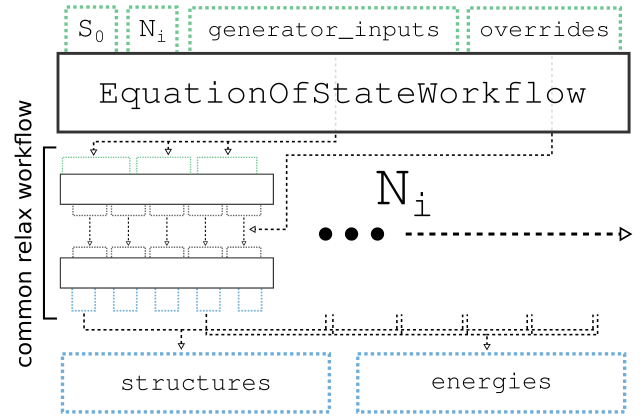 S₀ Nᵢ generator_inputs overrides
EquationOfStateWorkflow
common relax workflow
Nᵢ
structures energies